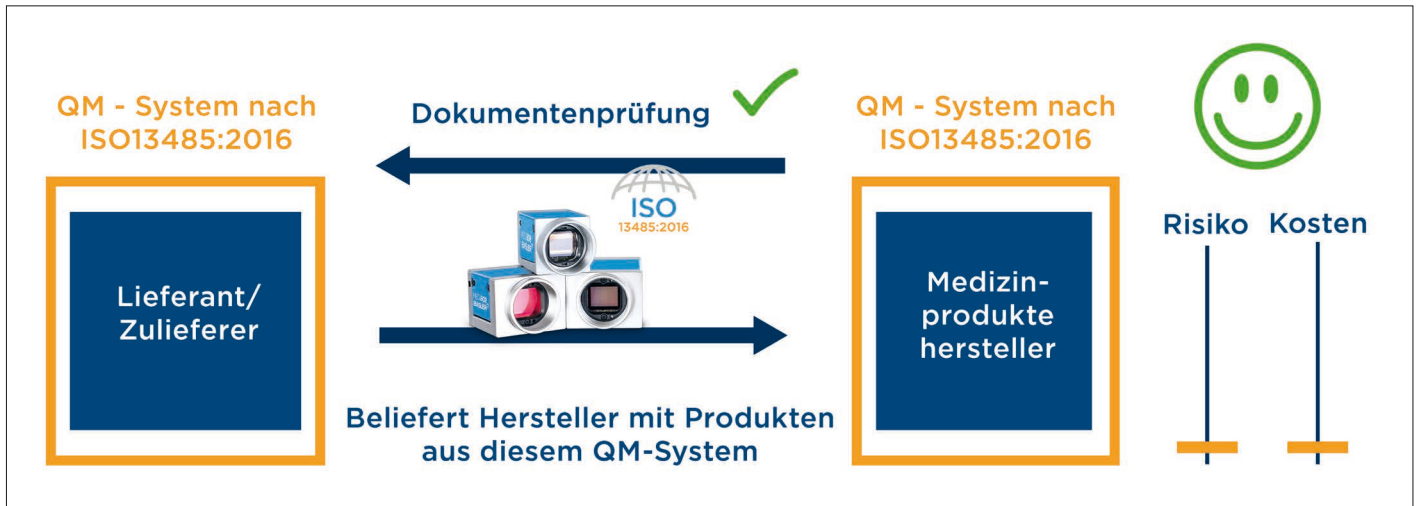 QM - System nach
ISO13485:2016
Dokumentenprüfung
QM - System nach
ISO13485:2016
ISO
13485:2016
Risiko
Kosten
Lieferant/
Zulieferer
Medizin-
produkte
hersteller
Beliefert Hersteller mit Produkten
aus diesem QM-System